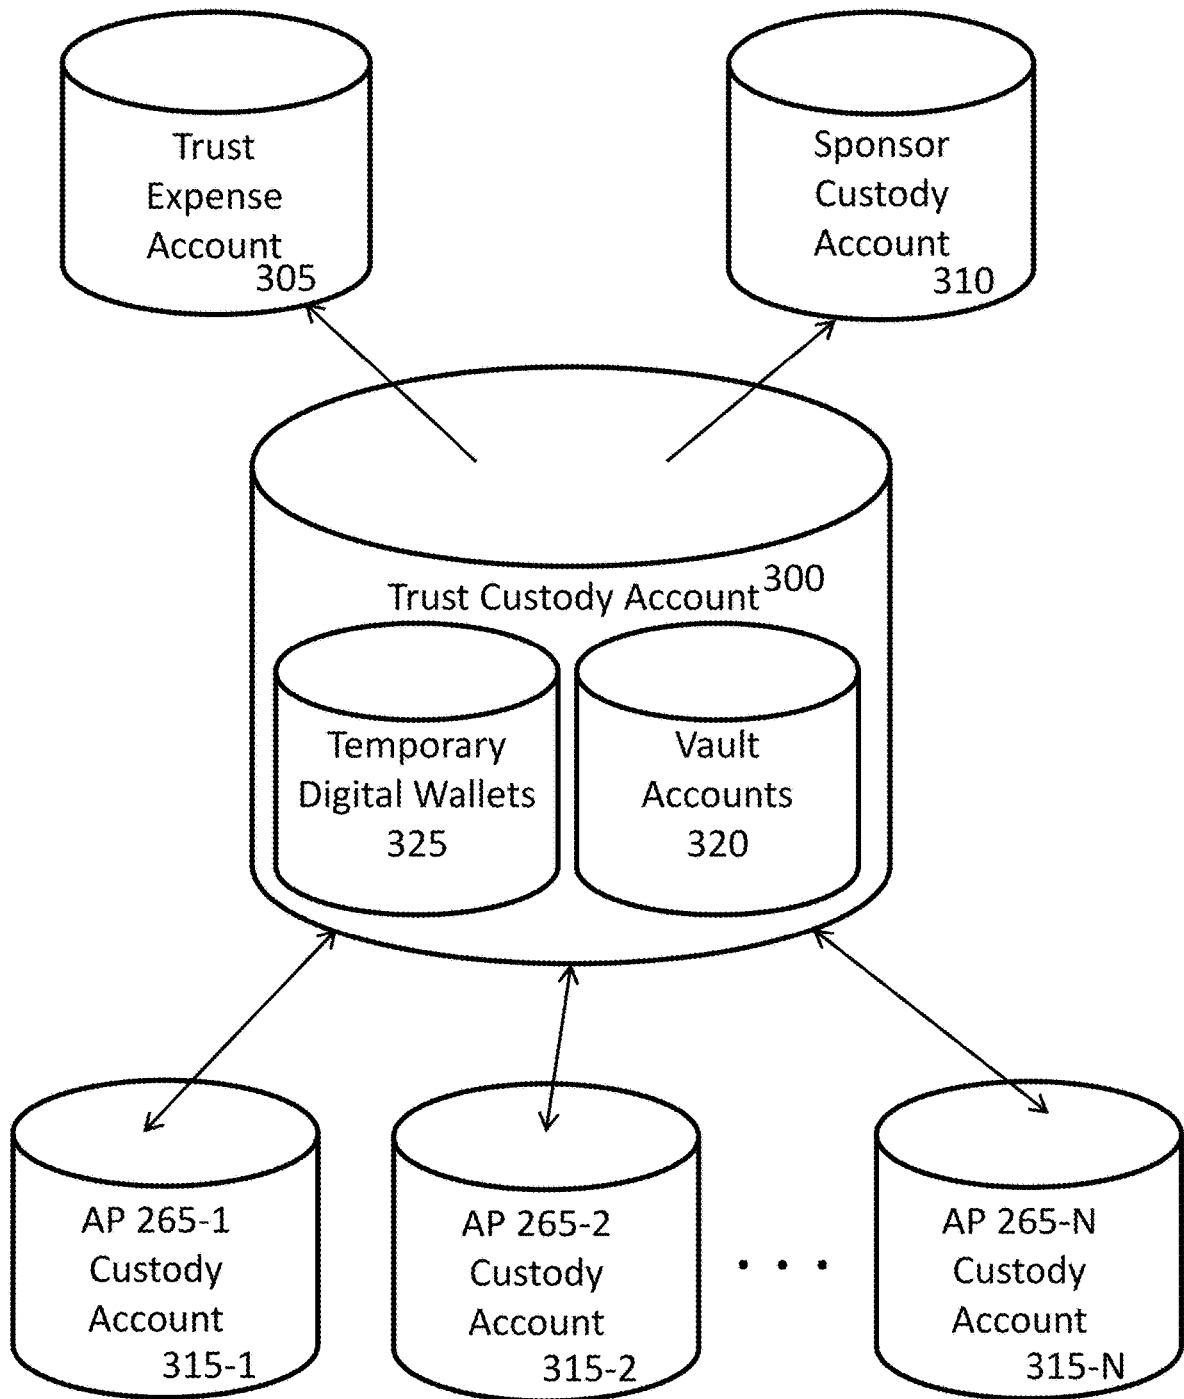 Trust
Expense
Account
305
Sponsor
Custody
Account
310
Trust Custody Account 300
Temporary
Digital Wallets
325
Vault
Accounts
320
AP 265-1
Custody
Account
315-1
AP 265-2
Custody
Account
315-2
. . .
AP 265-N
Custody
Account
315-N